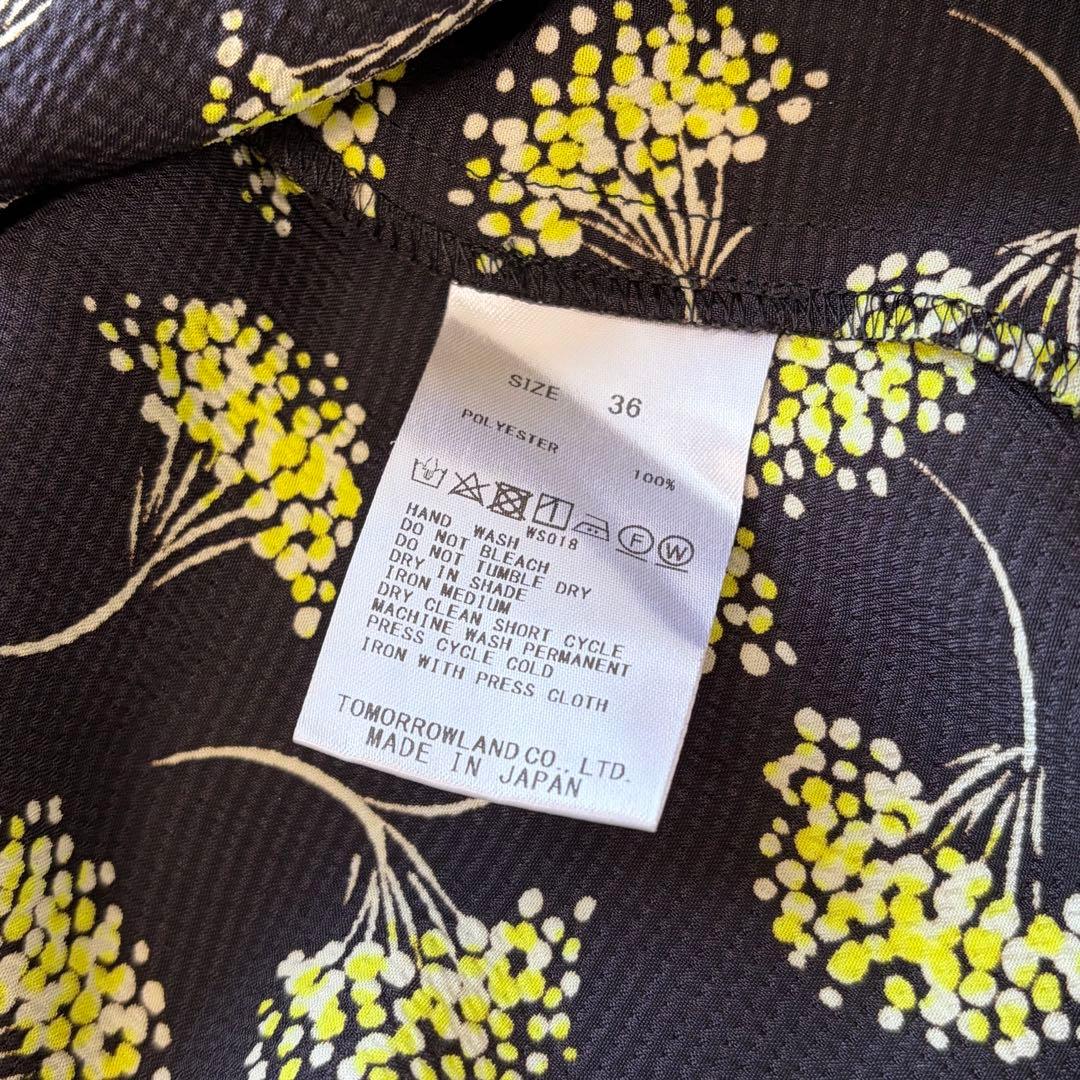 SIZE 36
POLYESTER
100%
F W
WS018
HAND WASH
DO NOT BLEACH
DO NOT TUMBLE DRY
DRY IN SHADE
IRON MEDIUM
DRY CLEAN SHORT CYCLE
MACHINE WASH PERMANENT
PRESS CYCLE COLD
IRON WITH PRESS CLOTH
TOMORROWLAND CO., LTD.
MADE IN JAPAN